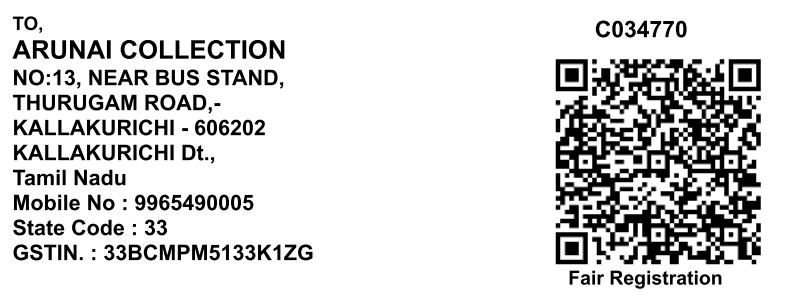 TO,
ARUNAI COLLECTION
NO:13, NEAR BUS STAND,
THURUGAM ROAD,-
KALLAKURICHI - 606202
KALLAKURICHI Dt.,
Tamil Nadu
Mobile No : 9965490005
State Code : 33
GSTIN. : 33BCMPM5133K1ZG
C034770
Fair Registration